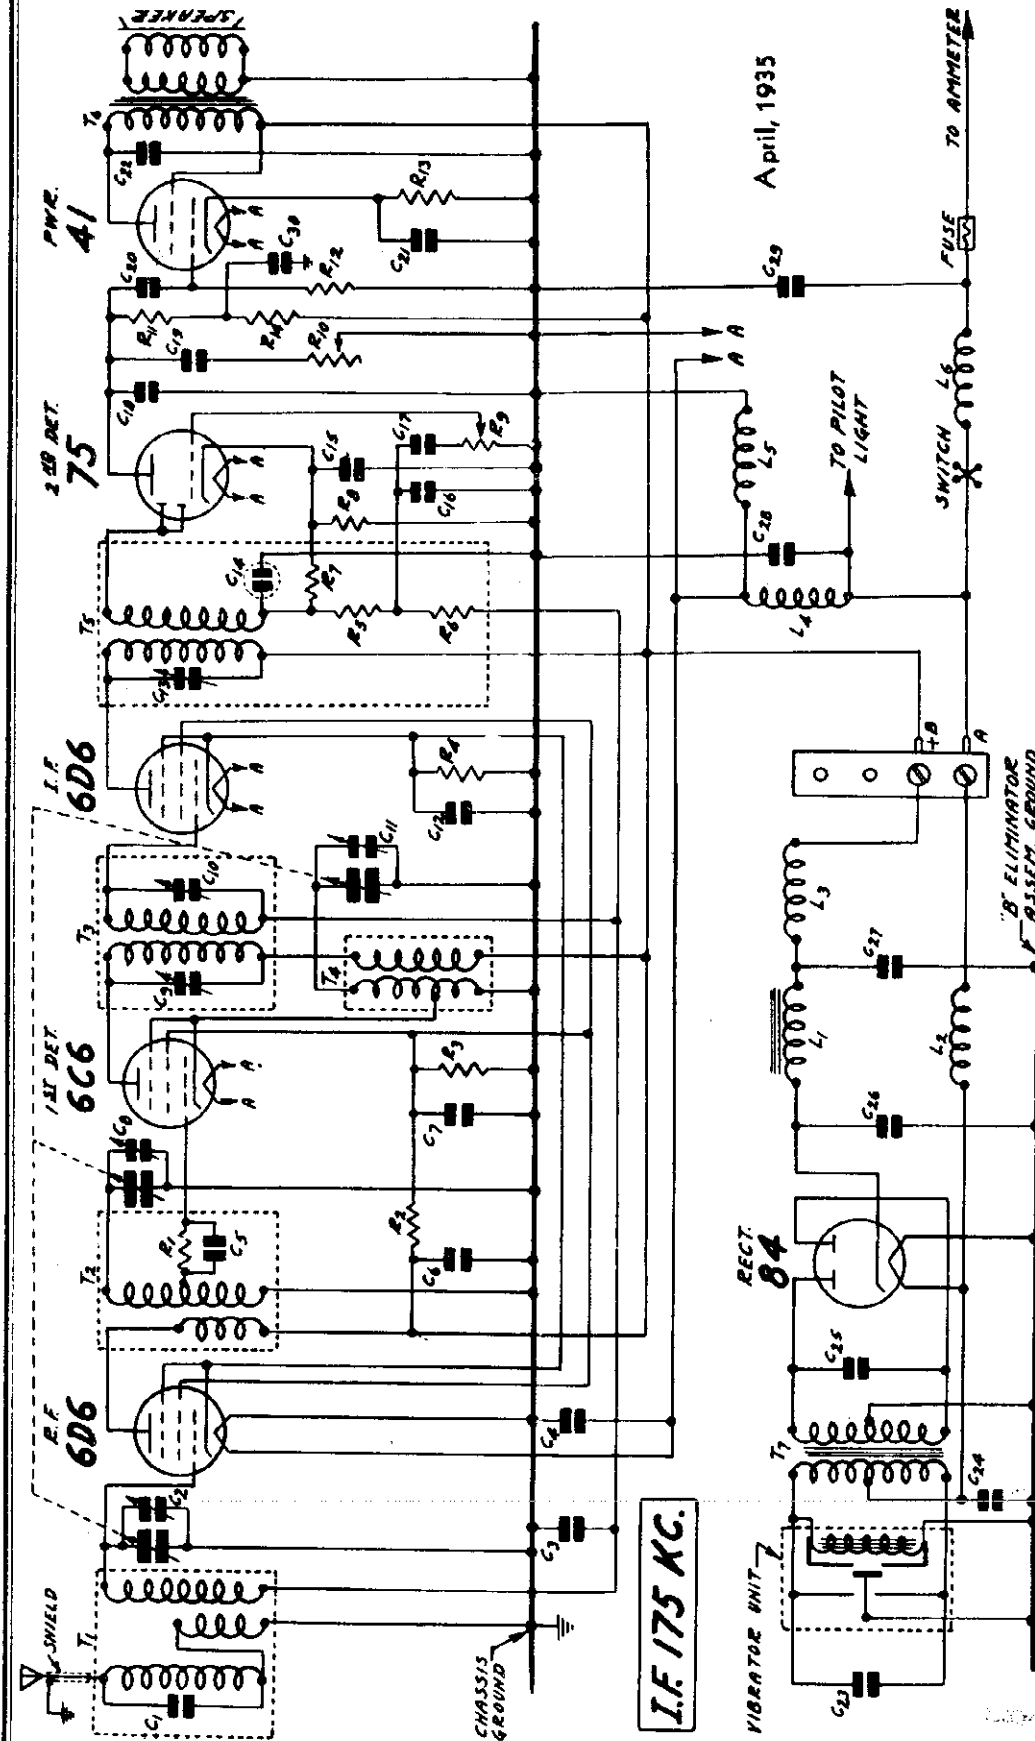 SHIELD
T1
C1
C2
R.F.
6D6
T2
R1
C5
C8
1ST DET.
6C6
A
A
T3
C9
C10
I.F.
6D6
A
A
T5
C13
C14
2ND DET.
75
A
A
C18
C19
R11
C20
PWR.
41
A
A
C22
T6
SPEAKER
C6
R2
C7
R3
T4
C11
C12
R4
R5
R6
R7
R8
C15
C16
C17
R9
R10
R14
R12
C30
C21
R13
CHASSIS
GROUND
C3
C4
I.F. 175 KC.
L4
L5
C28
TO PILOT
LIGHT
A
A
C29
April, 1935
VIBRATOR UNIT
C23
T7
C24
C25
RECT.
84
C26
L1
L2
C27
L3
+B
A
"B" ELIMINATOR
ASSEM. GROUND
SWITCH
L6
FUSE
TO AMMETER